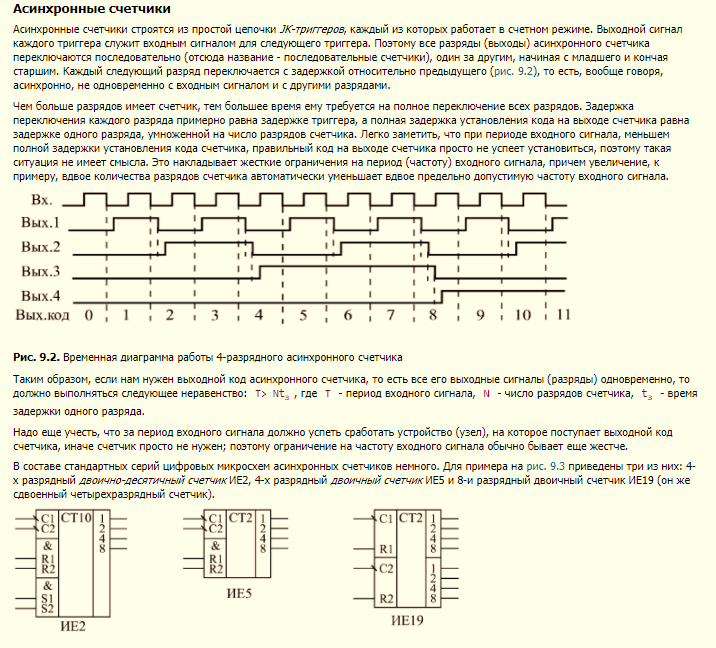 Асинхронные счетчики
Асинхронные счетчики строятся из простой цепочки JK-триггеров, каждый из которых работает в счетном режиме. Выходной сигнал
каждого триггера служит входным сигналом для следующего триггера. Поэтому все разряды (выходы) асинхронного счетчика
переключаются последовательно (отсюда название - последовательные счетчики), один за другим, начиная с младшего и кончая
старшим. Каждый следующий разряд переключается с задержкой относительно предыдущего (рис. 9.2), то есть, вообще говоря,
асинхронно, не одновременно с входным сигналом и с другими разрядами.
Чем больше разрядов имеет счетчик, тем большее время ему требуется на полное переключение всех разрядов. Задержка
переключения каждого разряда примерно равна задержке триггера, а полная задержка установления кода на выходе счетчика равна
задержке одного разряда, умноженной на число разрядов счетчика. Легко заметить, что при периоде входного сигнала, меньшем
полной задержки установления кода счетчика, правильный код на выходе счетчика просто не успеет установиться, поэтому такая
ситуация не имеет смысла. Это накладывает жесткие ограничения на период (частоту) входного сигнала, причем увеличение, к
примеру, вдвое количества разрядов счетчика автоматически уменьшает вдвое предельно допустимую частоту входного сигнала.
Вх.
Вых.1
Вых.2
Вых.3
Вых.4
Вых.код 0 1 2 3 4 5 6 7 8 9 10 11
Рис. 9.2. Временная диаграмма работы 4-разрядного асинхронного счетчика
Таким образом, если нам нужен выходной код асинхронного счетчика, то есть все его выходные сигналы (разряды) одновременно, то
должно выполняться следующее неравенство: T> Ntз , где T - период входного сигнала, N - число разрядов счетчика, tз - время
задержки одного разряда.
Надо еще учесть, что за период входного сигнала должно успеть сработать устройство (узел), на которое поступает выходной код
счетчика, иначе счетчик просто не нужен; поэтому ограничение на частоту входного сигнала обычно бывает еще жестче.
В составе стандартных серий цифровых микросхем асинхронных счетчиков немного. Для примера на рис. 9.3 приведены три из них: 4-
х разрядный двоично-десятичный счетчик ИЕ2, 4-х разрядный двоичный счетчик ИЕ5 и 8-и разрядный двоичный счетчик ИЕ19 (он же
сдвоенный четырехразрядный счетчик).
C1 CT10 1
C2 2
4
& 8
R1
R2
&
S1
S2
ИЕ2
C1 CT2 1
C2 2
4
& 8
R1
R2
ИЕ5
C1 CT2 1
2
4
R1 8
C2 1
2
4
R2 8
ИЕ19